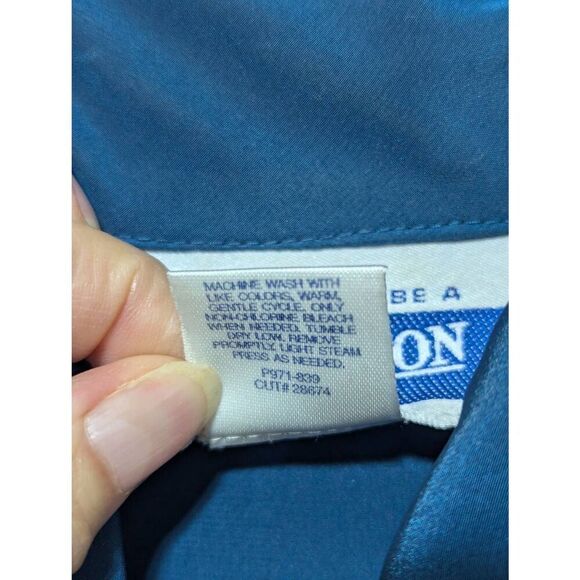 MACHINE WASH WITH
LIKE COLORS, WARM,
GENTLE CYCLE. ONLY
NON-CHLORINE BLEACH
WHEN NEEDED. TUMBLE
DRY LOW. REMOVE
PROMPTLY. LIGHT STEAM
PRESS AS NEEDED.
P971-839
CUT# 28674
BE A
ON